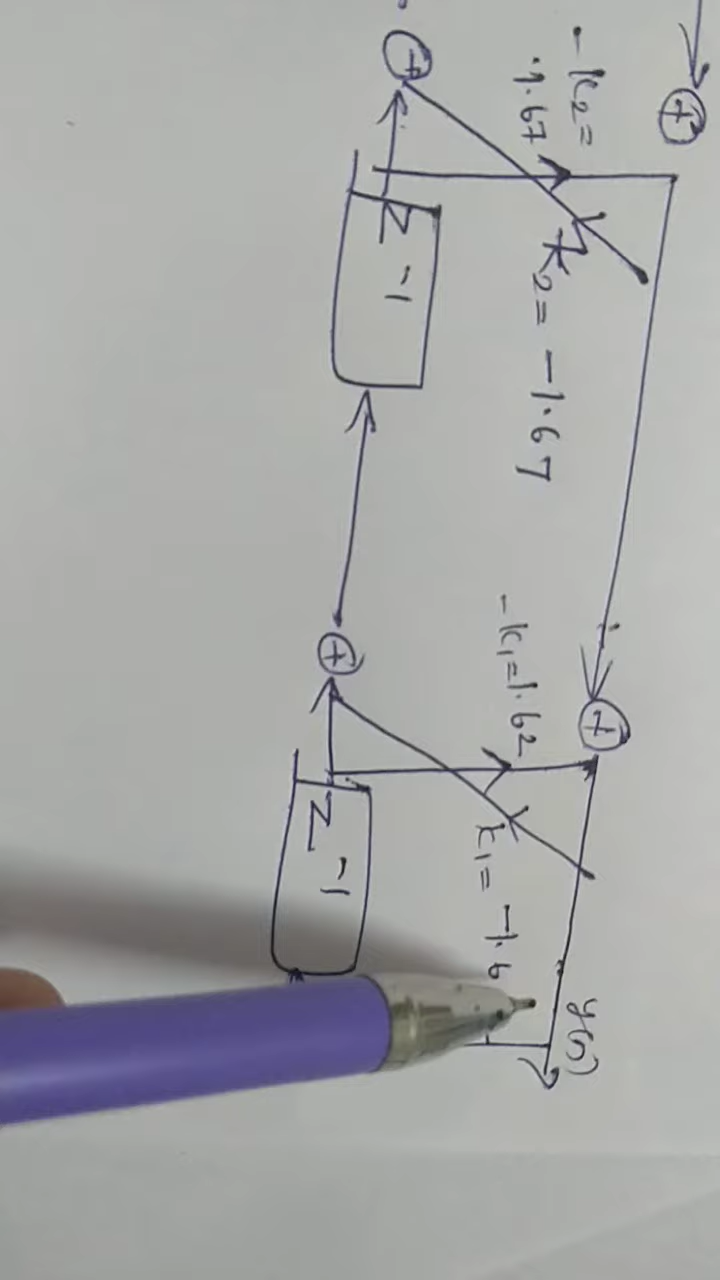 -k₂ =
1.67
k₂ = -1.67
z⁻¹
-k₁ = 1.62
k₁ = -1.6
z⁻¹
y(n)
+
+
+
+